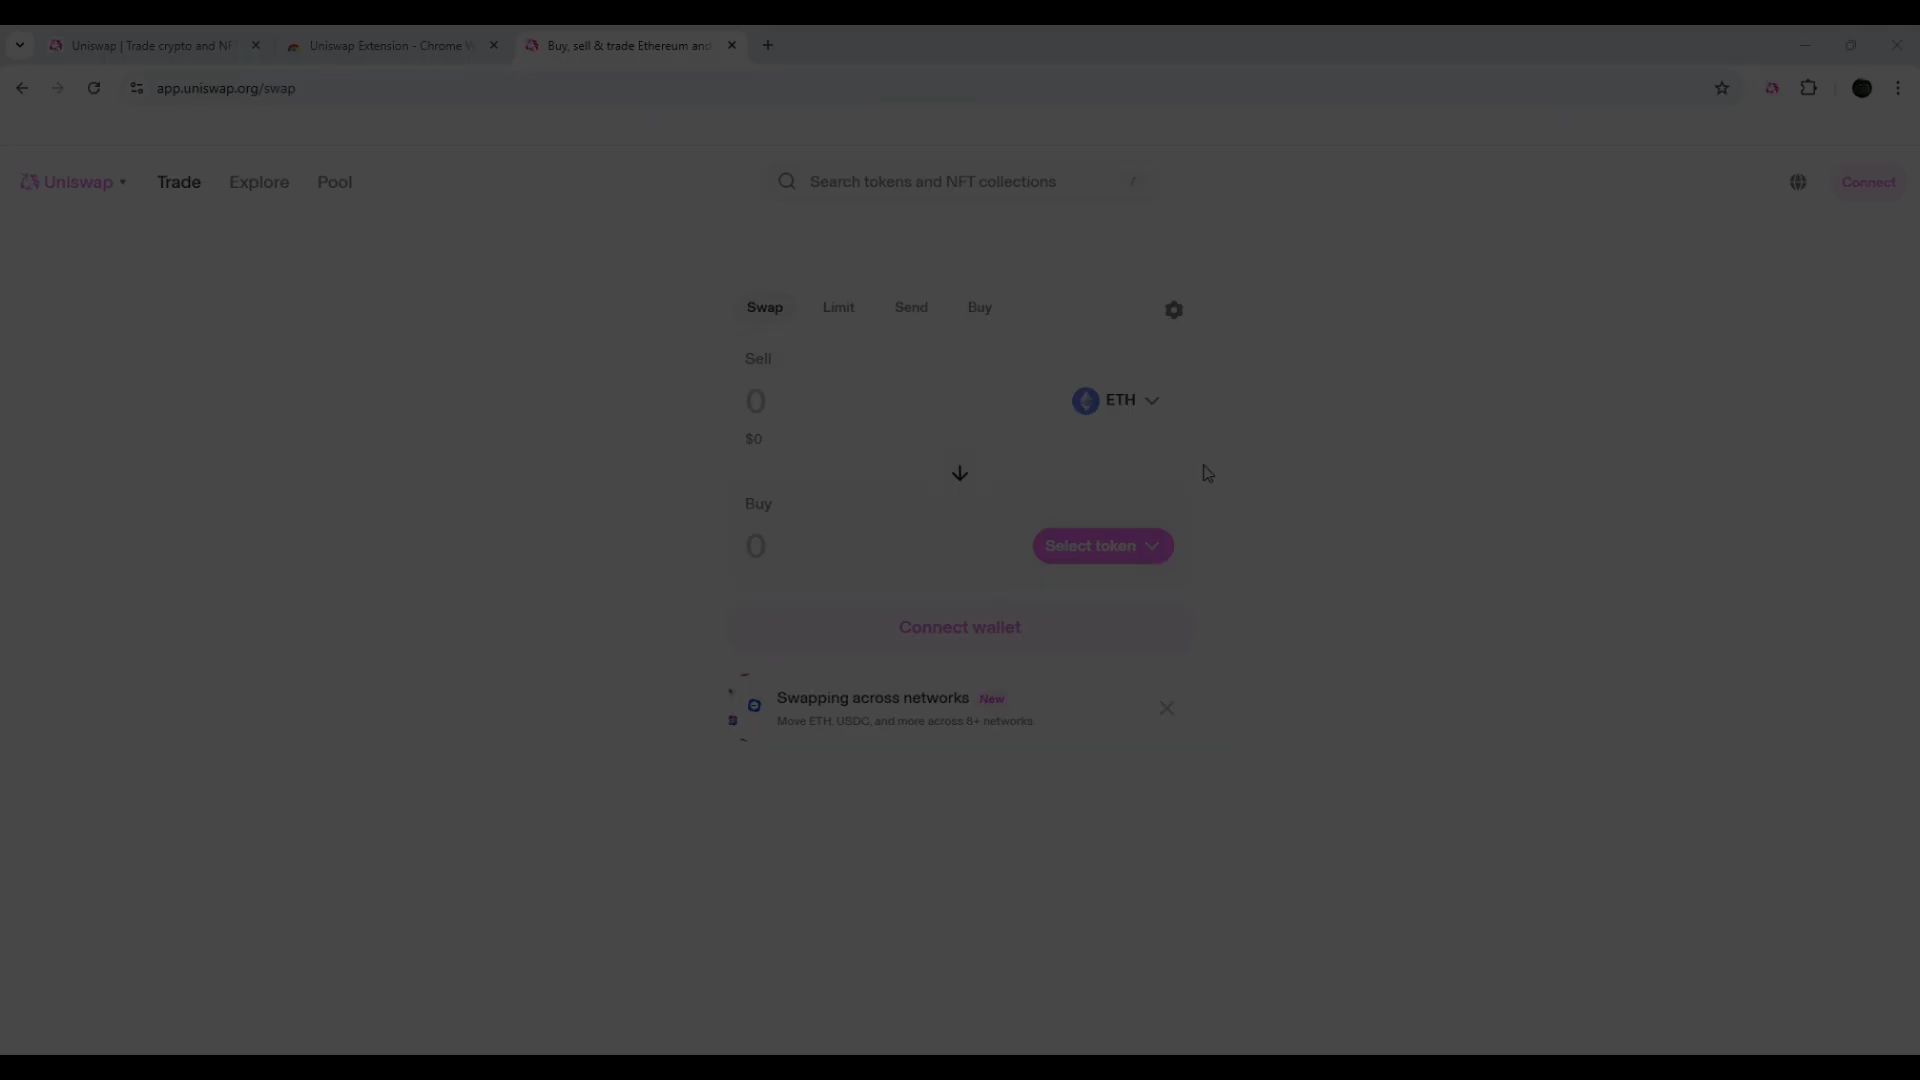 Uniswap | Trade crypto and NF
Uniswap Extension - Chrome W
Buy, sell & trade Ethereum and
app.uniswap.org/swap
Uniswap
Trade
Explore
Pool
Search tokens and NFT collections
/
Connect
Swap
Limit
Send
Buy
Sell
0
ETH
$0
Buy
0
Select token
Connect wallet
Swapping across networks New
Move ETH, USDC, and more across 8+ networks